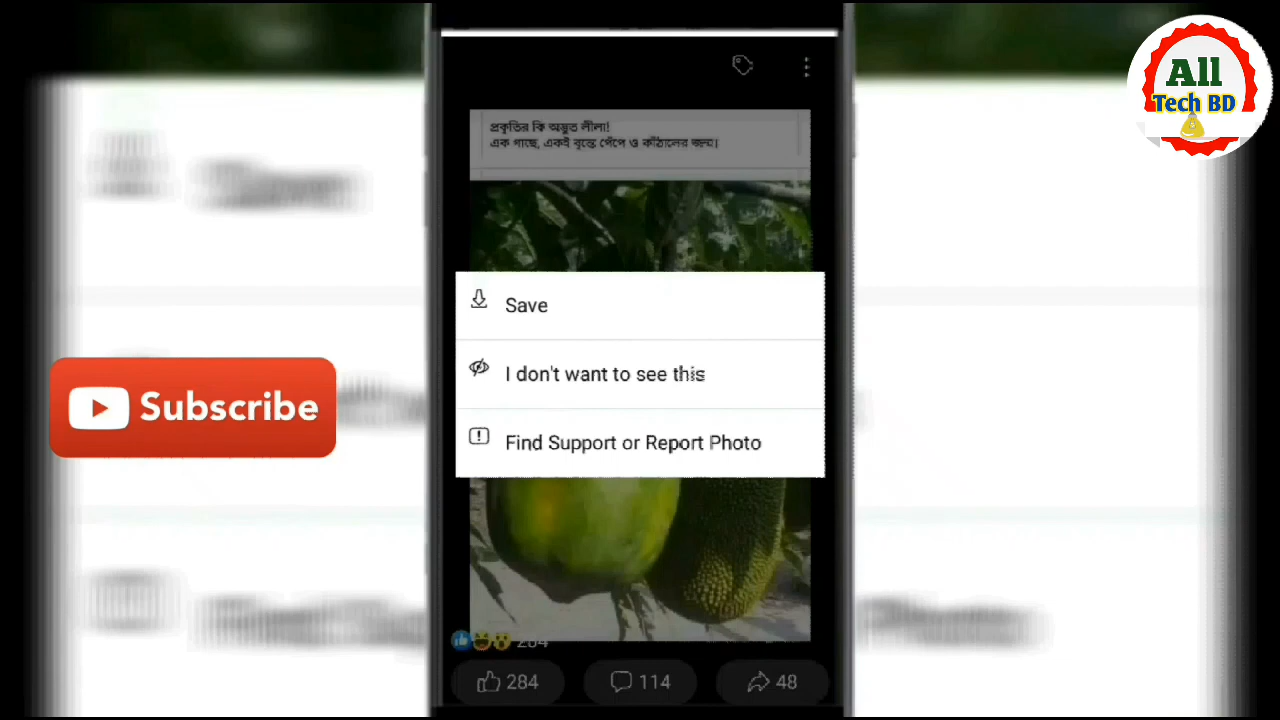 All
Tech BD
প্রকৃতির কি অদ্ভুত লীলা!
এক গাছে, একই বৃন্তে পেঁপে ও কাঁঠালের জন্ম।
Save
I don't want to see this
Find Support or Report Photo
Subscribe
284
284 114 48